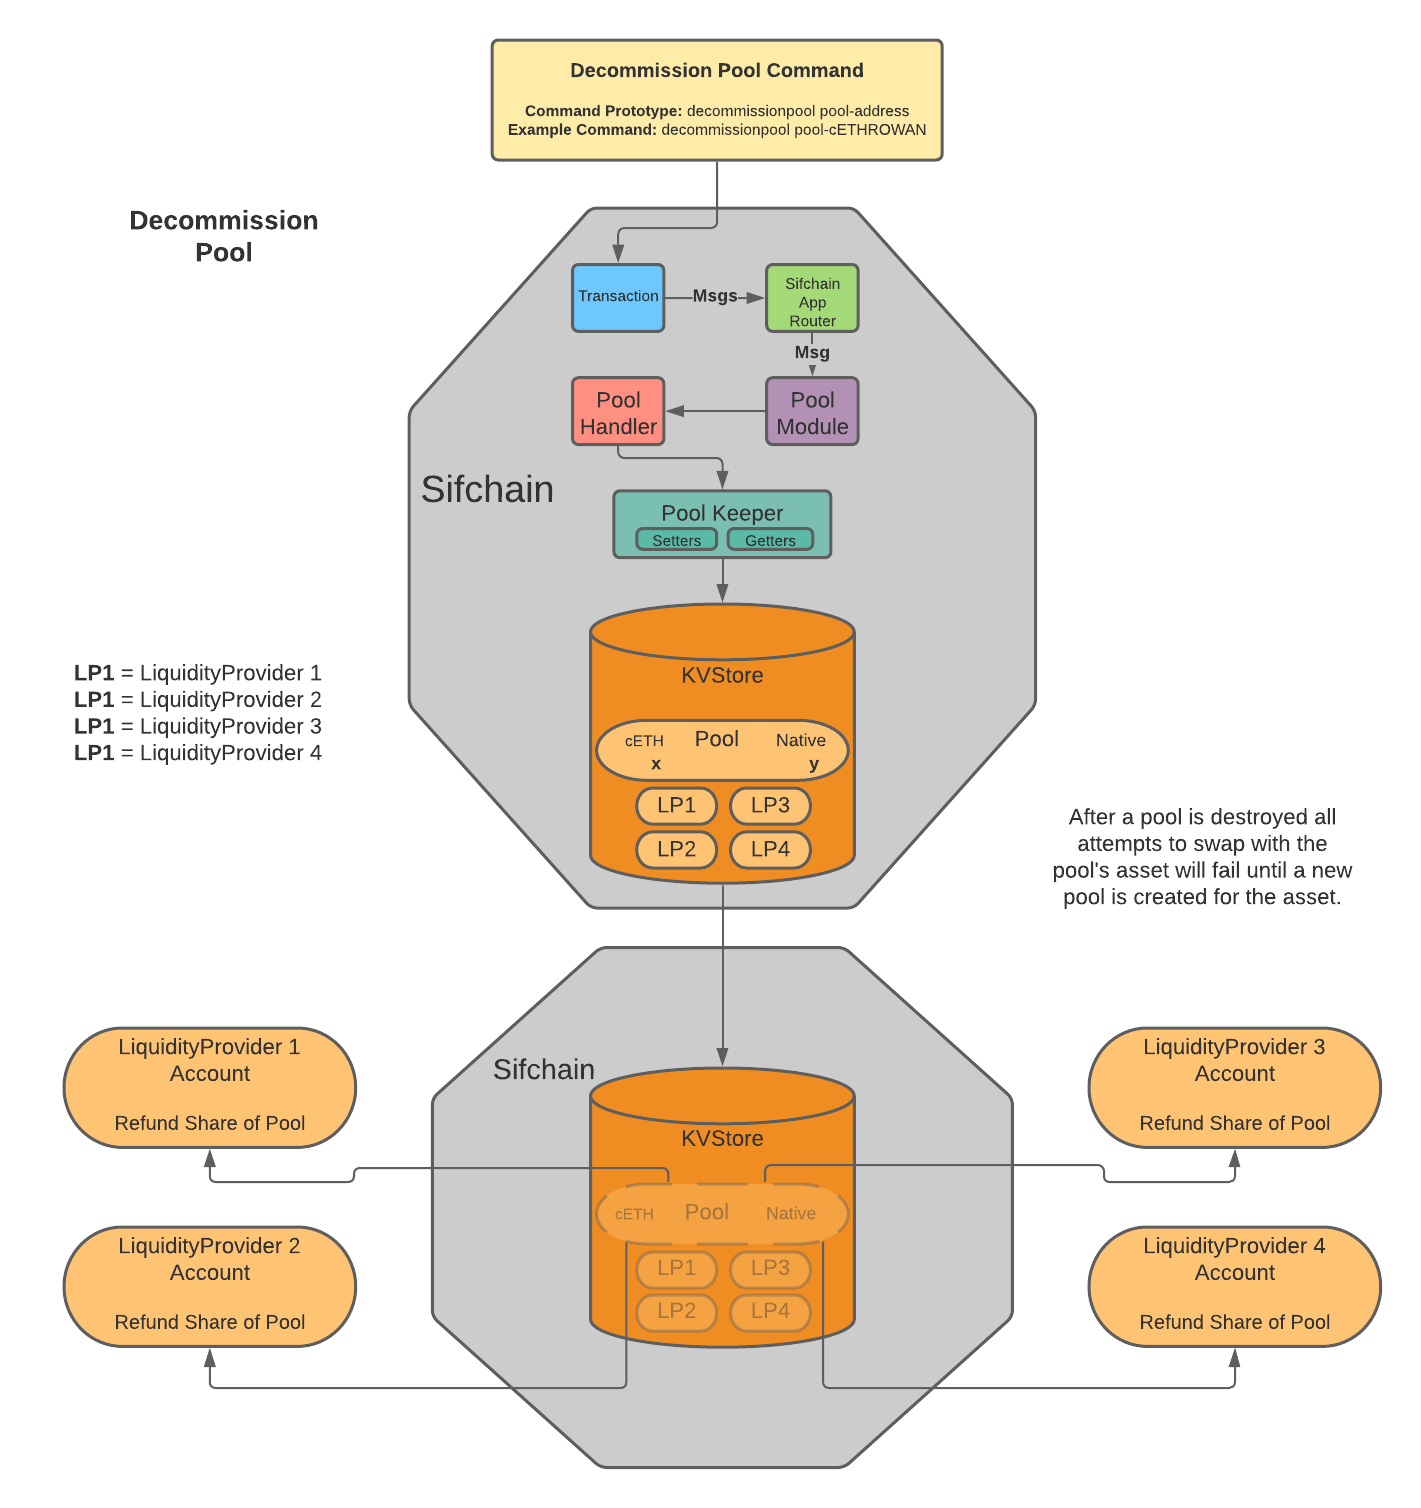 Decommission Pool Command
Command Prototype: decommissionpool pool-address
Example Command: decommissionpool pool-cETHROWAN
Decommission
Pool
Transaction
Msgs
Sifchain
App
Router
Msg
Pool
Handler
Pool
Module
Sifchain
Pool Keeper
Setters
Getters
KVStore
cETH
Pool
Native
x
y
LP1
LP3
LP2
LP4
LP1 = LiquidityProvider 1
LP1 = LiquidityProvider 2
LP1 = LiquidityProvider 3
LP1 = LiquidityProvider 4
After a pool is destroyed all
attempts to swap with the
pool's asset will fail until a new
pool is created for the asset.
Sifchain
KVStore
cETH
Pool
Native
LP1
LP3
LP2
LP4
LiquidityProvider 1
Account
Refund Share of Pool
LiquidityProvider 2
Account
Refund Share of Pool
LiquidityProvider 3
Account
Refund Share of Pool
LiquidityProvider 4
Account
Refund Share of Pool